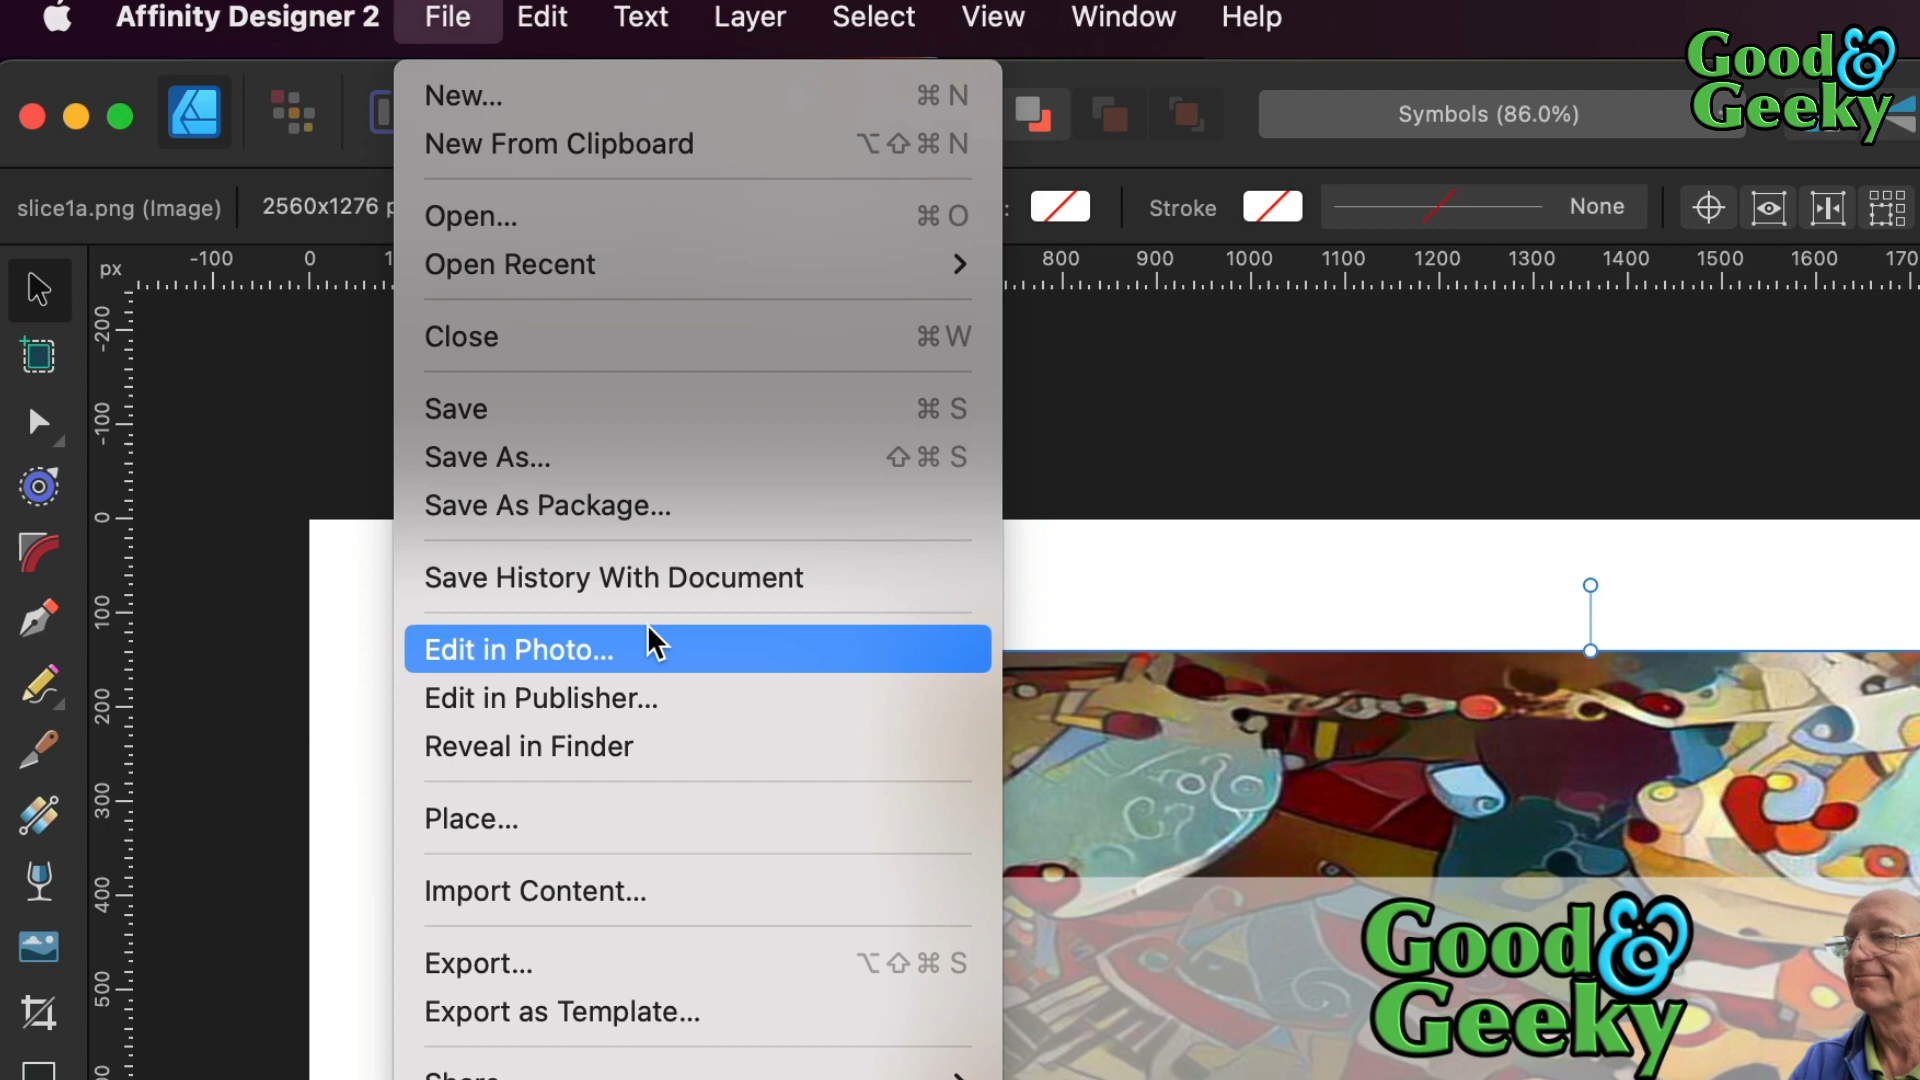 Affinity Designer 2 File Edit Text Layer Select View Window Help
Good &
Geeky
Symbols (86.0%)
slice1a.png (Image) 2560x1276 p
Stroke None
px -100 0 1 800 900 1000 1100 1200 1300 1400 1500 1600 170
-200
-100
0
100
200
300
400
500
New... ⌘ N
New From Clipboard ⌥⇧⌘ N
Open... ⌘ O
Open Recent
Close ⌘ W
Save ⌘ S
Save As... ⇧⌘ S
Save As Package...
Save History With Document
Edit in Photo...
Edit in Publisher...
Reveal in Finder
Place...
Import Content...
Export... ⌥⇧⌘ S
Export as Template...
Share
Good &
Geeky